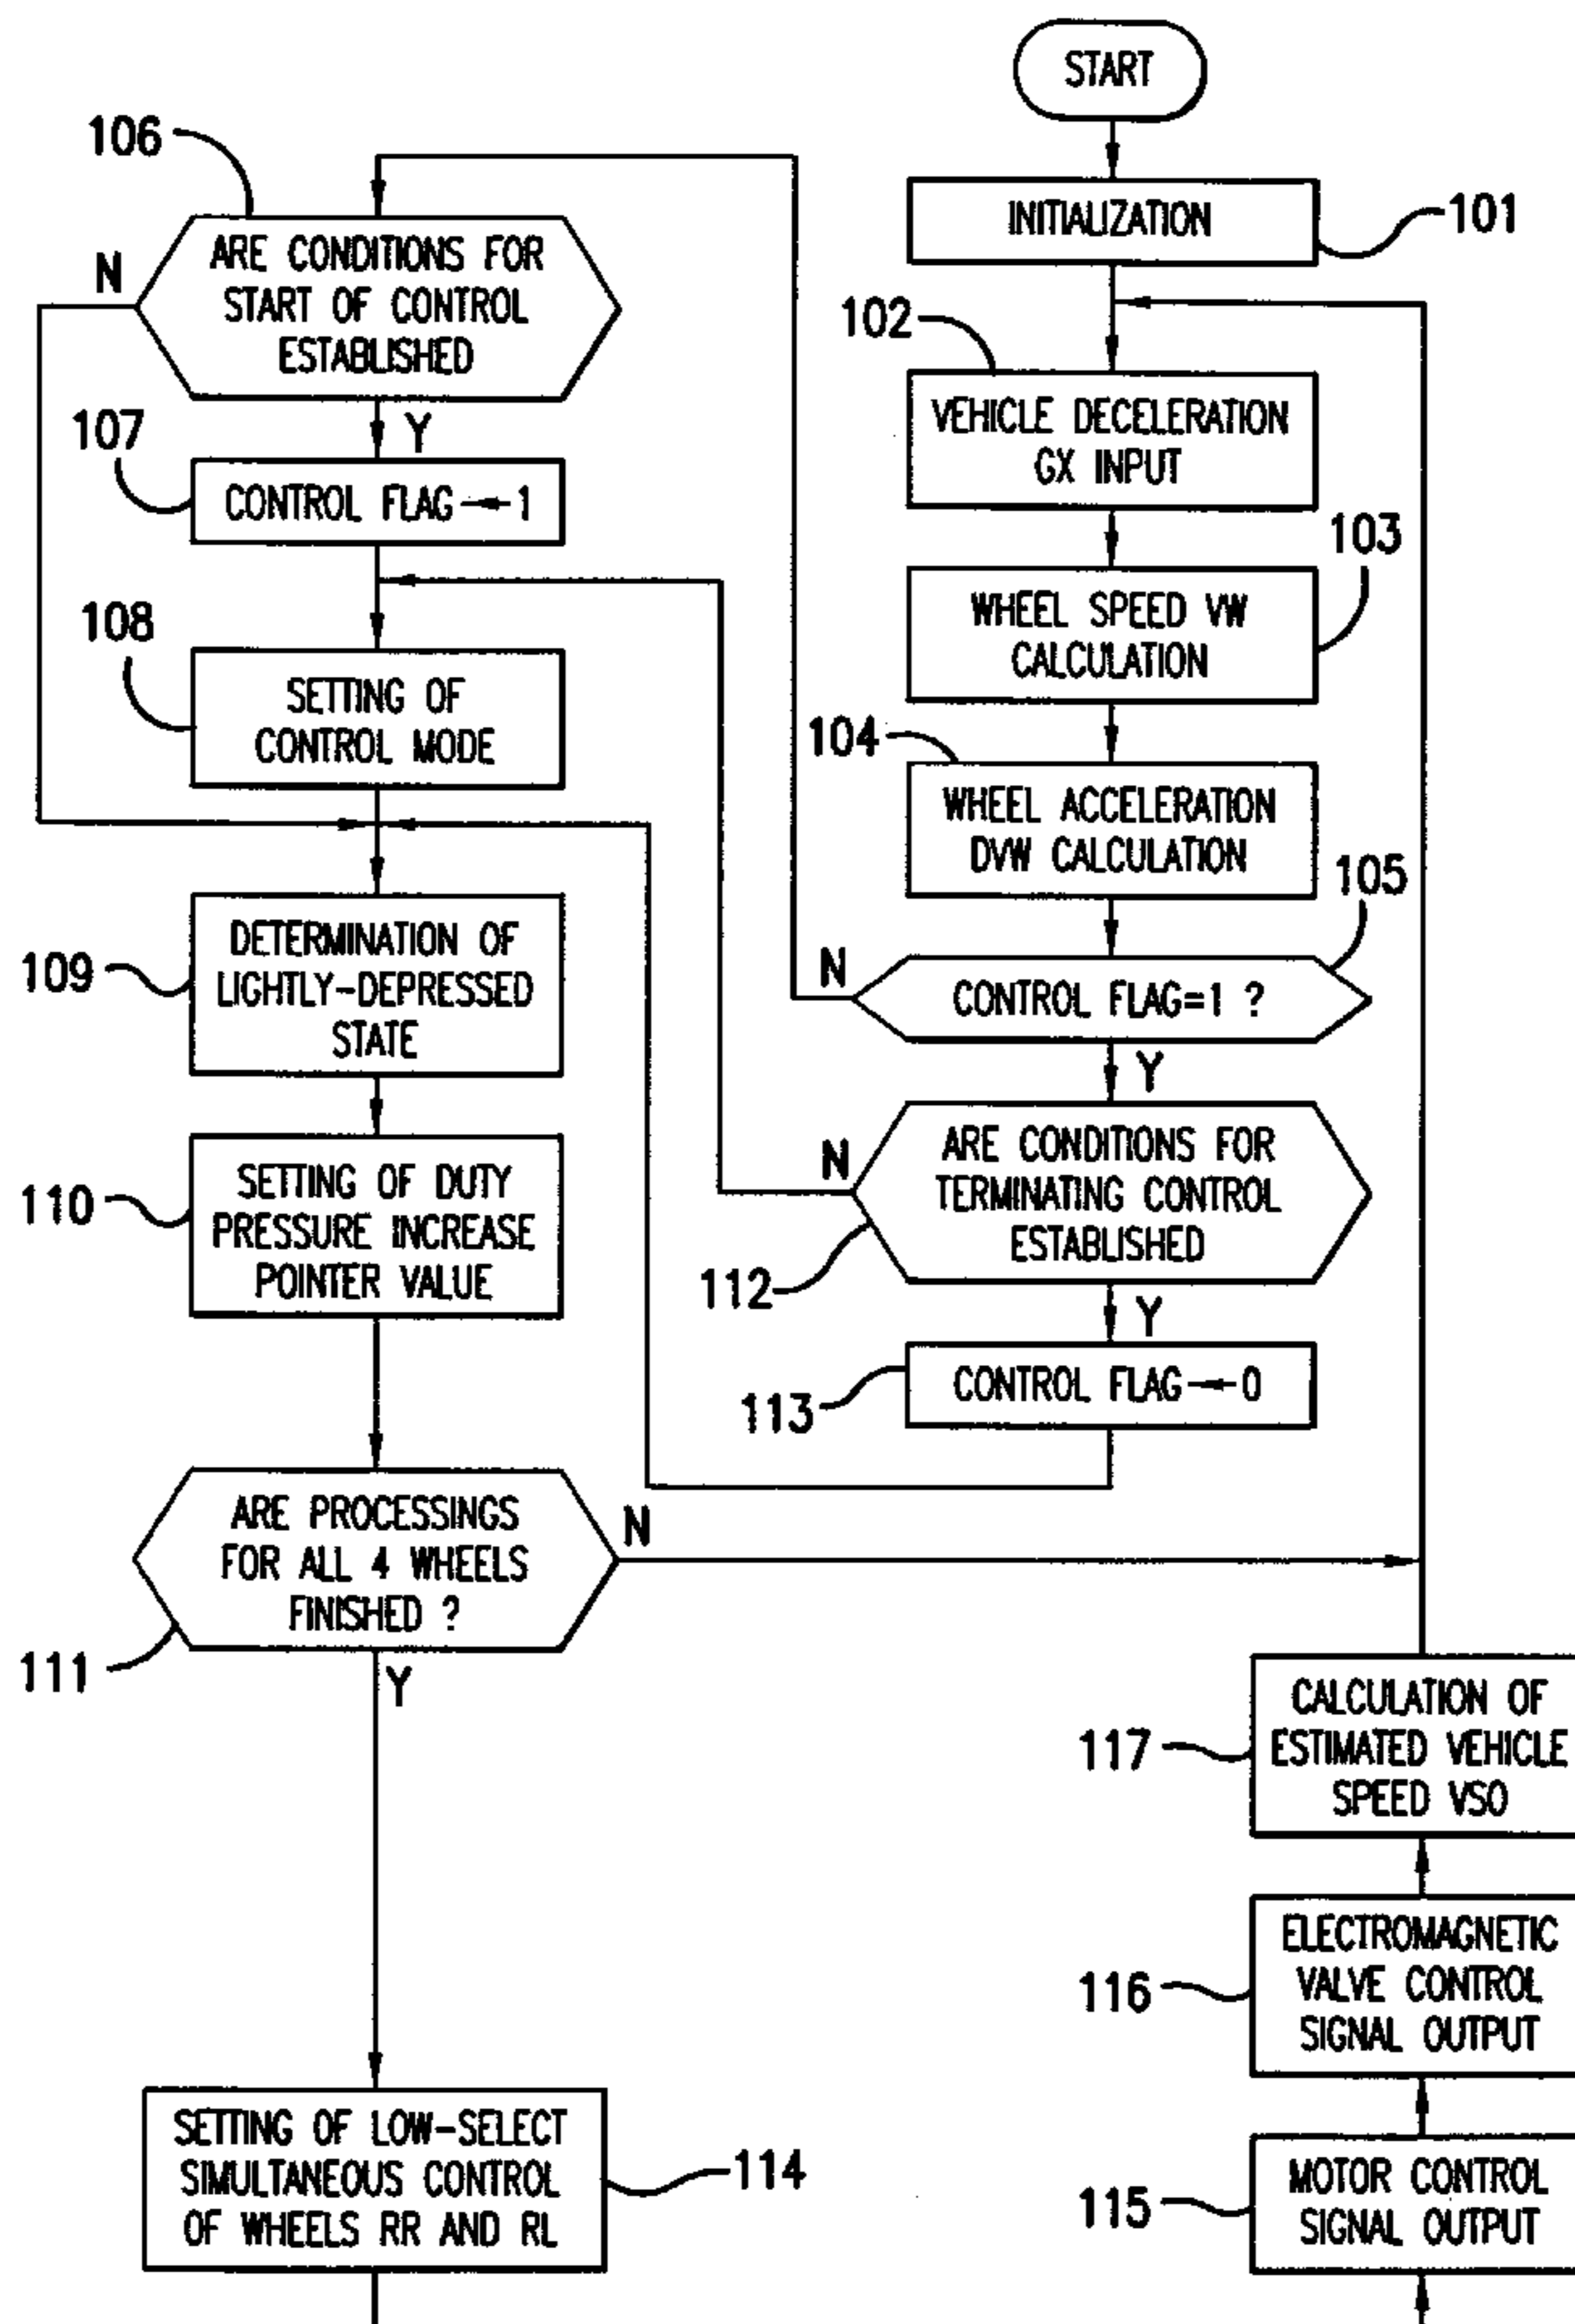 START
INITIALIZATION
101
102
VEHICLE DECELERATION
GX INPUT
103
WHEEL SPEED VW
CALCULATION
104
WHEEL ACCELERATION
DVW CALCULATION
105
CONTROL FLAG=1 ?
N
Y
106
ARE CONDITIONS FOR
START OF CONTROL
ESTABLISHED
N
Y
107
CONTROL FLAG←1
108
SETTING OF
CONTROL MODE
109
DETERMINATION OF
LIGHTLY-DEPRESSED
STATE
110
SETTING OF DUTY
PRESSURE INCREASE
POINTER VALUE
111
ARE PROCESSINGS
FOR ALL 4 WHEELS
FINISHED ?
N
Y
112
ARE CONDITIONS FOR
TERMINATING CONTROL
ESTABLISHED
N
Y
113
CONTROL FLAG←0
SETTING OF LOW-SELECT
SIMULTANEOUS CONTROL
OF WHEELS RR AND RL
114
115
MOTOR CONTROL
SIGNAL OUTPUT
116
ELECTROMAGNETIC
VALVE CONTROL
SIGNAL OUTPUT
117
CALCULATION OF
ESTIMATED VEHICLE
SPEED VSO